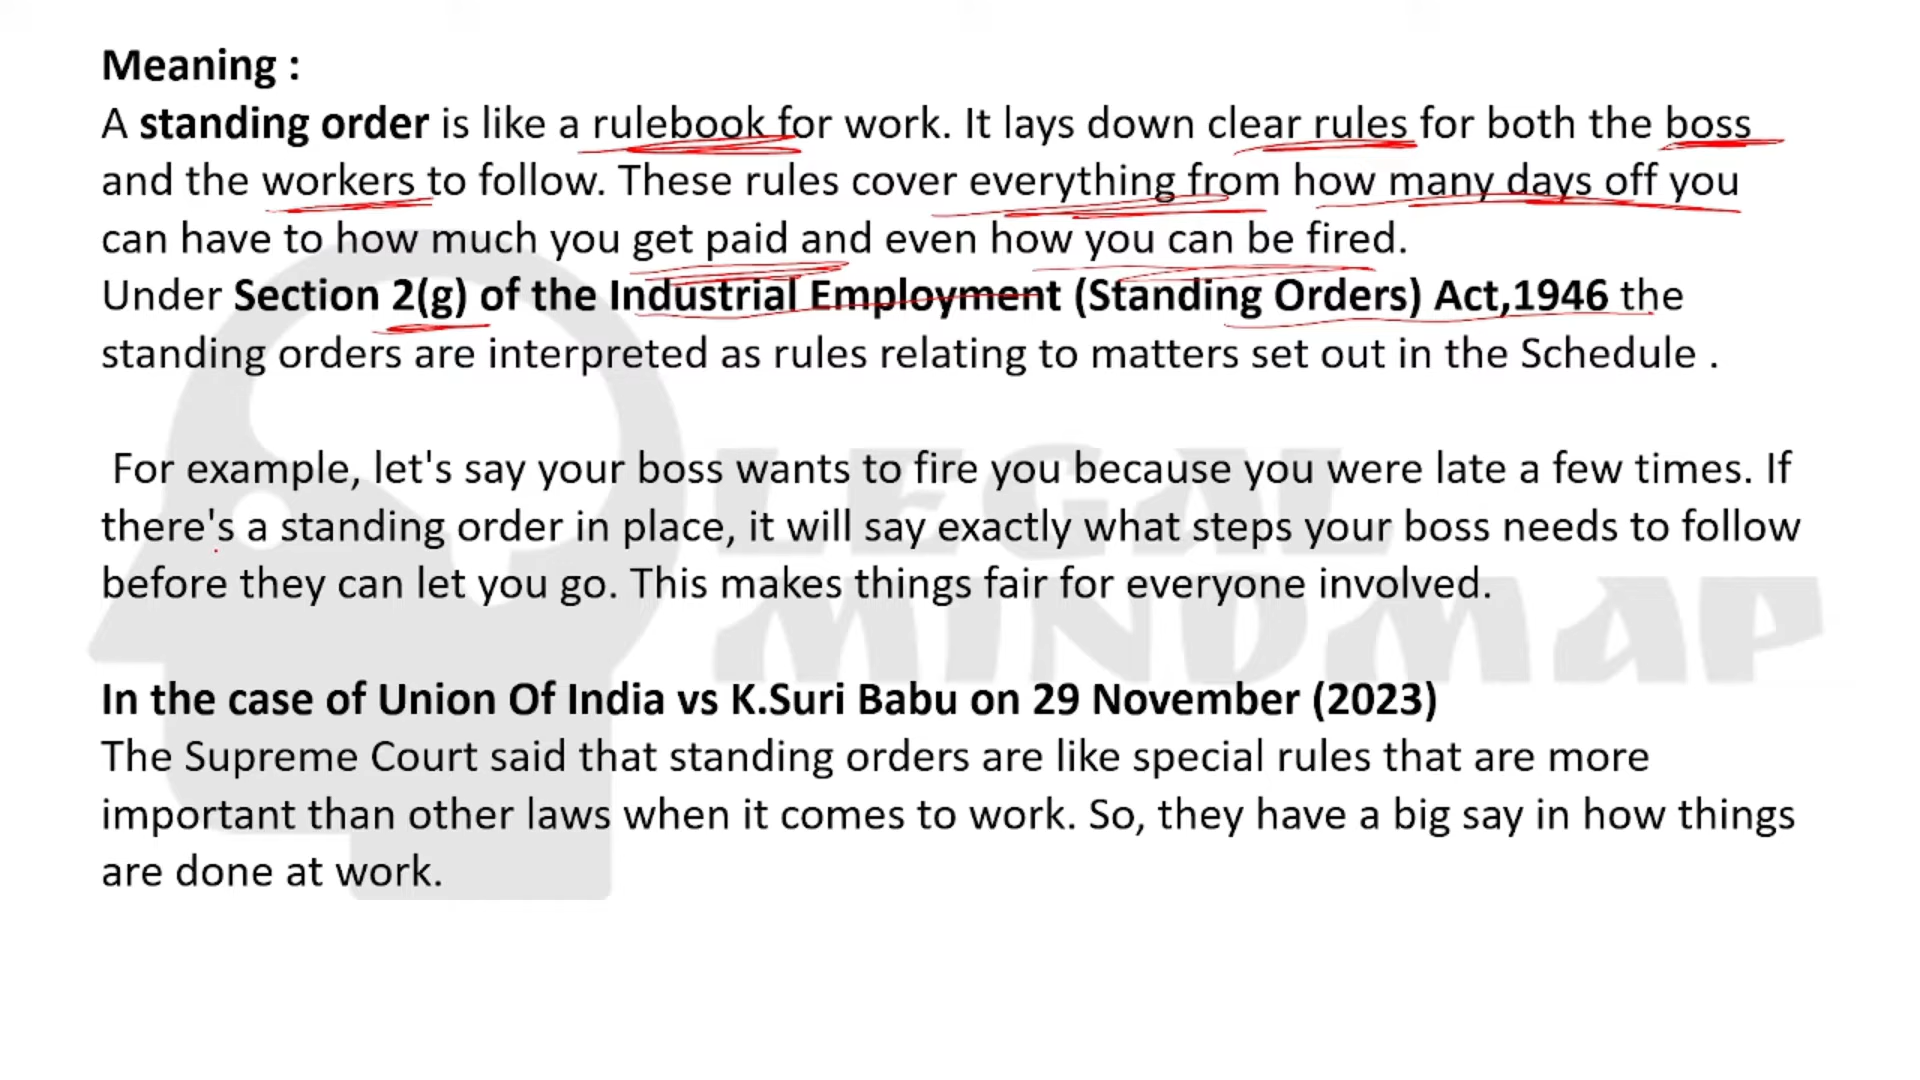 Meaning :
A standing order is like a rulebook for work. It lays down clear rules for both the boss
and the workers to follow. These rules cover everything from how many days off you
can have to how much you get paid and even how you can be fired.
Under Section 2(g) of the Industrial Employment (Standing Orders) Act,1946 the
standing orders are interpreted as rules relating to matters set out in the Schedule .
For example, let's say your boss wants to fire you because you were late a few times. If
there's a standing order in place, it will say exactly what steps your boss needs to follow
before they can let you go. This makes things fair for everyone involved.
In the case of Union Of India vs K.Suri Babu on 29 November (2023)
The Supreme Court said that standing orders are like special rules that are more
important than other laws when it comes to work. So, they have a big say in how things
are done at work.
LEGAL
MINDMAP